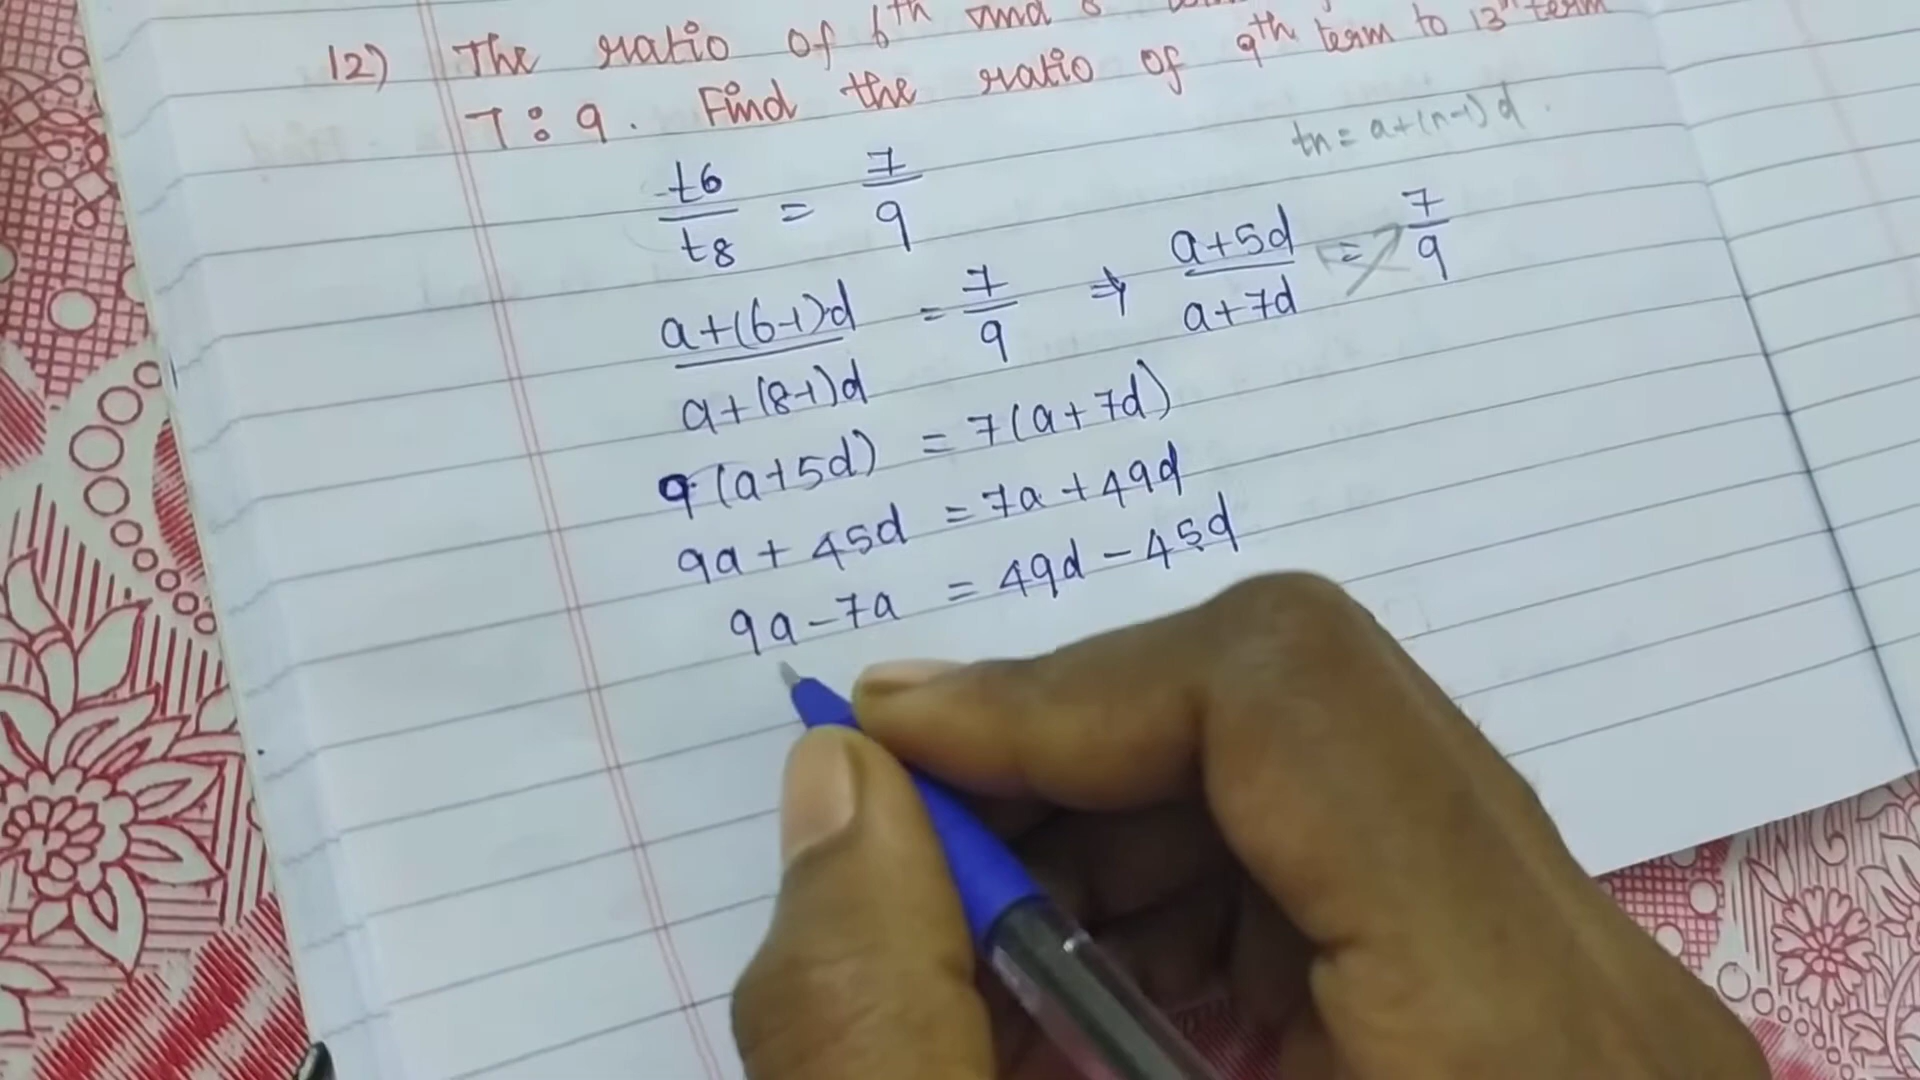 12) The ratio of 6th and 8
7 : 9. Find the ratio of 9th term to 13th term
tn = a+(n-1)d.
t6/t8 = 7/9
a+(6-1)d/a+(8-1)d = 7/9 ⇒ a+5d/a+7d = 7/9
9(a+5d) = 7(a+7d)
9a + 45d = 7a + 49d
9a - 7a = 49d - 45d